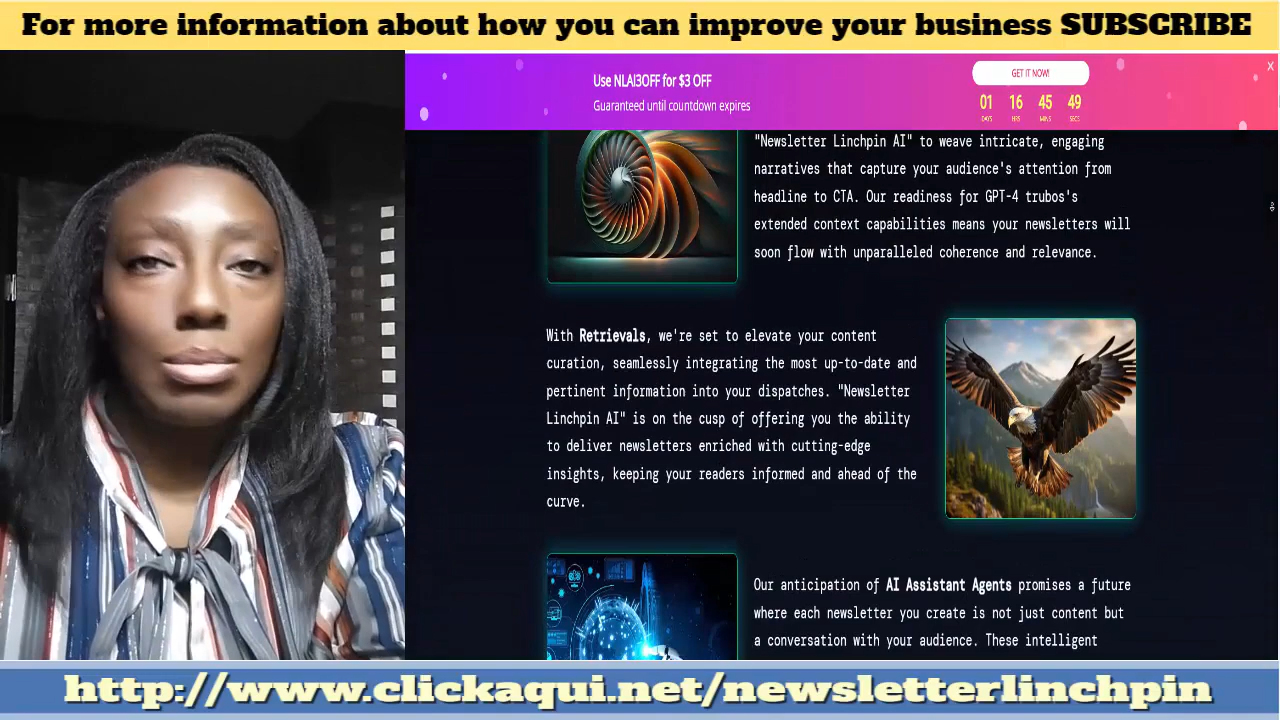 For more information about how you can improve your business SUBSCRIBE
Use NLAI3OFF for $3 OFF
Guaranteed until countdown expires
GET IT NOW!
X
01 16 45 49
DAYS HRS MINS SECS
"Newsletter Linchpin AI" to weave intricate, engaging
narratives that capture your audience's attention from
headline to CTA. Our readiness for GPT-4 trubos's
extended context capabilities means your newsletters will
soon flow with unparalleled coherence and relevance.
With Retrievals, we're set to elevate your content
curation, seamlessly integrating the most up-to-date and
pertinent information into your dispatches. "Newsletter
Linchpin AI" is on the cusp of offering you the ability
to deliver newsletters enriched with cutting-edge
insights, keeping your readers informed and ahead of the
curve.
Our anticipation of AI Assistant Agents promises a future
where each newsletter you create is not just content but
a conversation with your audience. These intelligent
http://www.clickaqui.net/newsletterlinchpin